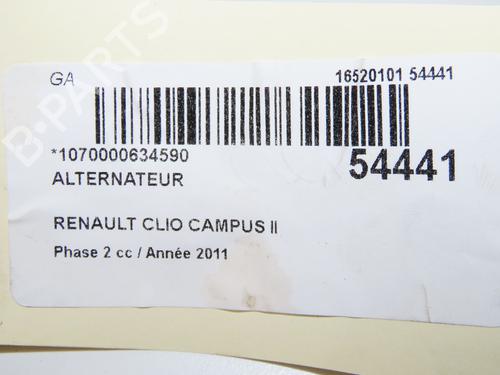 GA
16520101 54441
*1070000634590
54441
ALTERNATEUR
RENAULT CLIO CAMPUS II
Phase 2 cc / Année 2011
B-PARTS